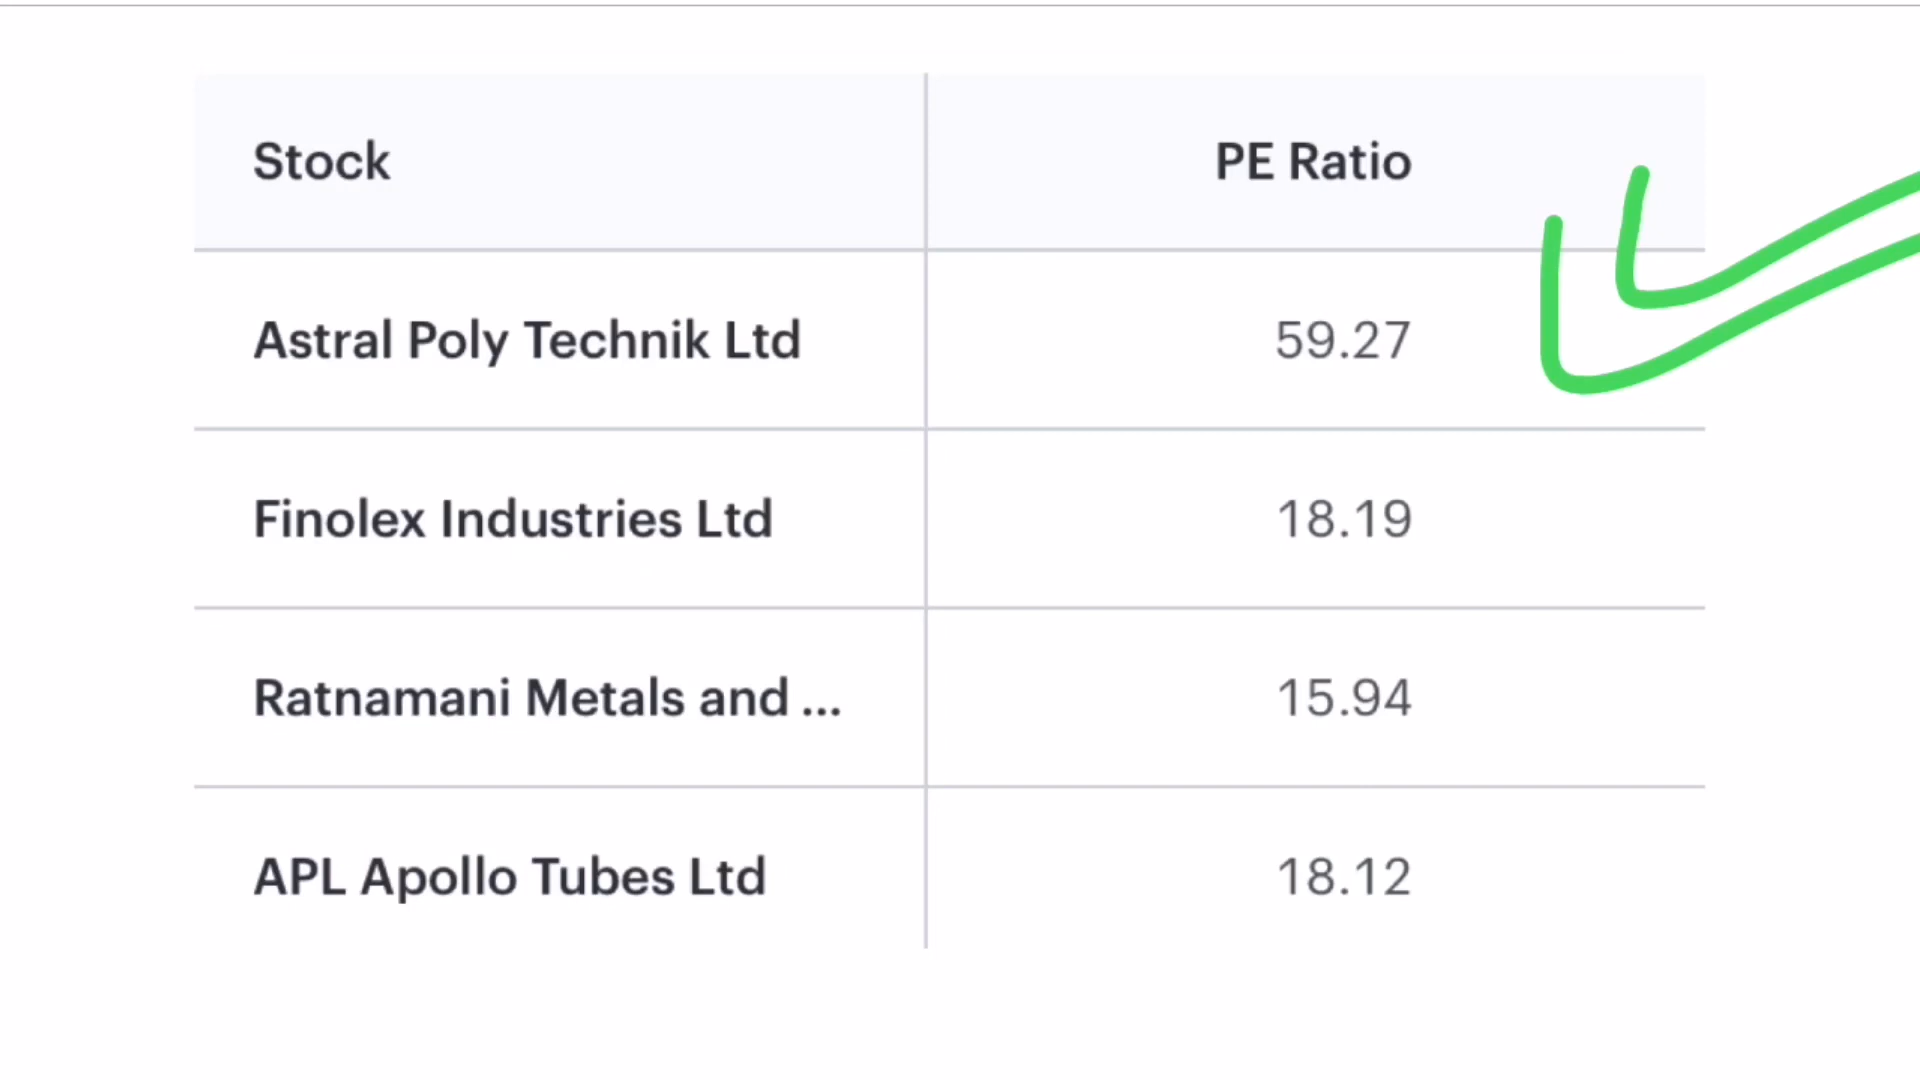 Stock PE Ratio
Astral Poly Technik Ltd 59.27
Finolex Industries Ltd 18.19
Ratnamani Metals and ... 15.94
APL Apollo Tubes Ltd 18.12